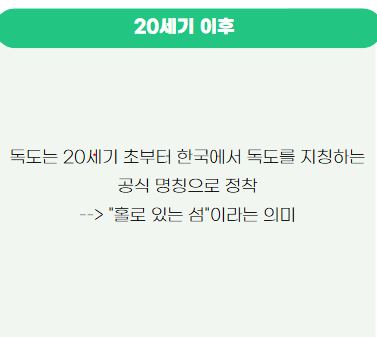 20세기 이후
독도는 20세기 초부터 한국에서 독도를 지칭하는
공식 명칭으로 정착
--> "홀로 있는 섬"이라는 의미